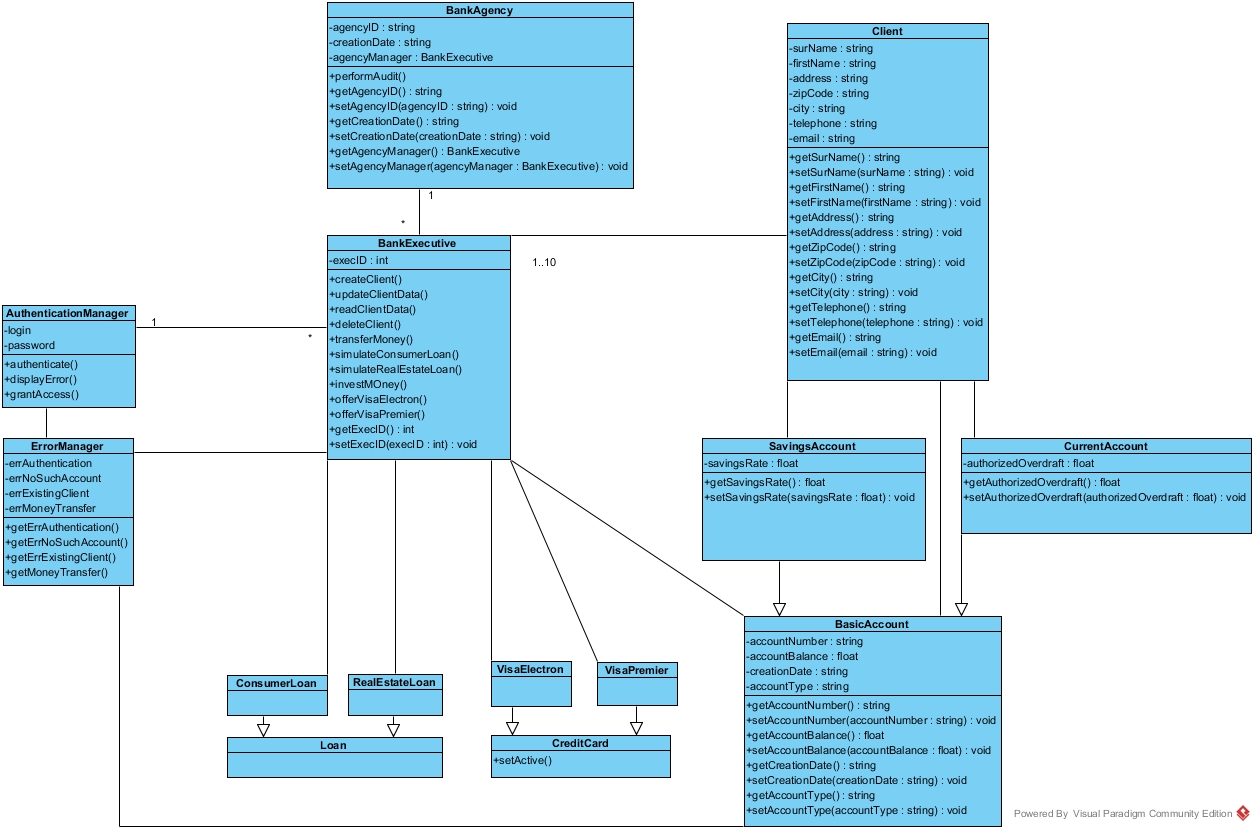 BankAgency
-agencyID : string
-creationDate : string
-agencyManager : BankExecutive
+performAudit()
+getAgencyID() : string
+setAgencyID(agencyID : string) : void
+getCreationDate() : string
+setCreationDate(creationDate : string) : void
+getAgencyManager() : BankExecutive
+setAgencyManager(agencyManager : BankExecutive) : void
1
*
Client
-surName : string
-firstName : string
-address : string
-zipCode : string
-city : string
-telephone : string
-email : string
+getSurName() : string
+setSurName(surName : string) : void
+getFirstName() : string
+setFirstName(firstName : string) : void
+getAddress() : string
+setAddress(address : string) : void
+getZipCode() : string
+setZipCode(zipCode : string) : void
+getCity() : string
+setCity(city : string) : void
+getTelephone() : string
+setTelephone(telephone : string) : void
+getEmail() : string
+setEmail(email : string) : void
BankExecutive
-execID : int
+createClient()
+updateClientData()
+readClientData()
+deleteClient()
+transferMoney()
+simulateConsumerLoan()
+simulateRealEstateLoan()
+investMOney()
+offerVisaElectron()
+offerVisaPremier()
+getExecID() : int
+setExecID(execID : int) : void
1..10
AuthenticationManager
-login
-password
+authenticate()
+displayError()
+grantAccess()
1
*
ErrorManager
-errAuthentication
-errNoSuchAccount
-errExistingClient
-errMoneyTransfer
+getErrAuthentication()
+getErrNoSuchAccount()
+getErrExistingClient()
+getMoneyTransfer()
SavingsAccount
-savingsRate : float
+getSavingsRate() : float
+setSavingsRate(savingsRate : float) : void
CurrentAccount
-authorizedOverdraft : float
+getAuthorizedOverdraft() : float
+setAuthorizedOverdraft(authorizedOverdraft : float) : void
BasicAccount
-accountNumber : string
-accountBalance : float
-creationDate : string
-accountType : string
+getAccountNumber() : string
+setAccountNumber(accountNumber : string) : void
+getAccountBalance() : float
+setAccountBalance(accountBalance : float) : void
+getCreationDate() : string
+setCreationDate(creationDate : string) : void
+getAccountType() : string
+setAccountType(accountType : string) : void
ConsumerLoan
RealEstateLoan
VisaElectron
VisaPremier
Loan
CreditCard
+setActive()
Powered By Visual Paradigm Community Edition